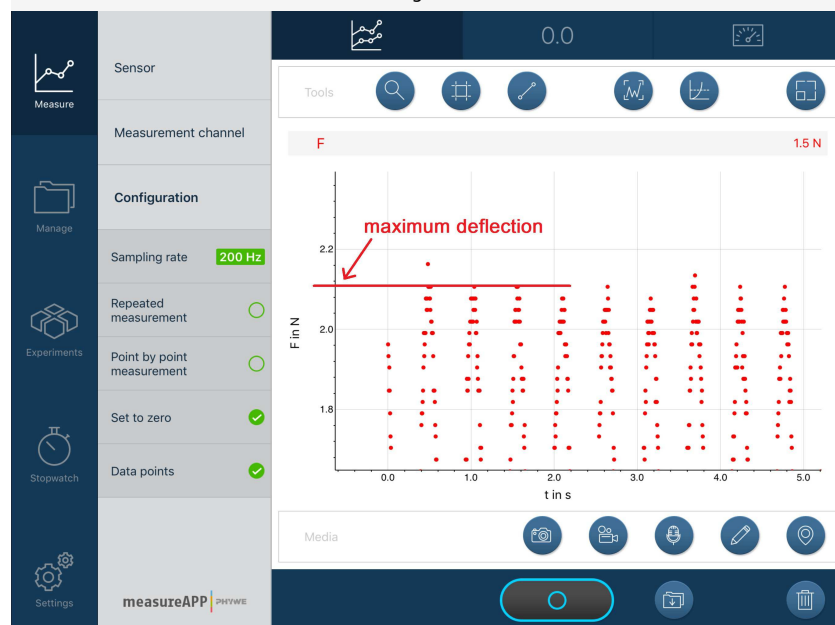 0.0
Measure
Sensor
Tools
Measurement channel
F
1.5 N
Manage
Configuration
maximum deflection
Sampling rate
200 Hz
2.2
Repeated
measurement
Experiments
F in N
2.0
Point by point
measurement
Set to zero
1.8
Stopwatch
Data points
0.0 1.0 2.0 3.0 4.0 5.0
t in s
Media
Settings
measureAPP PHYWE